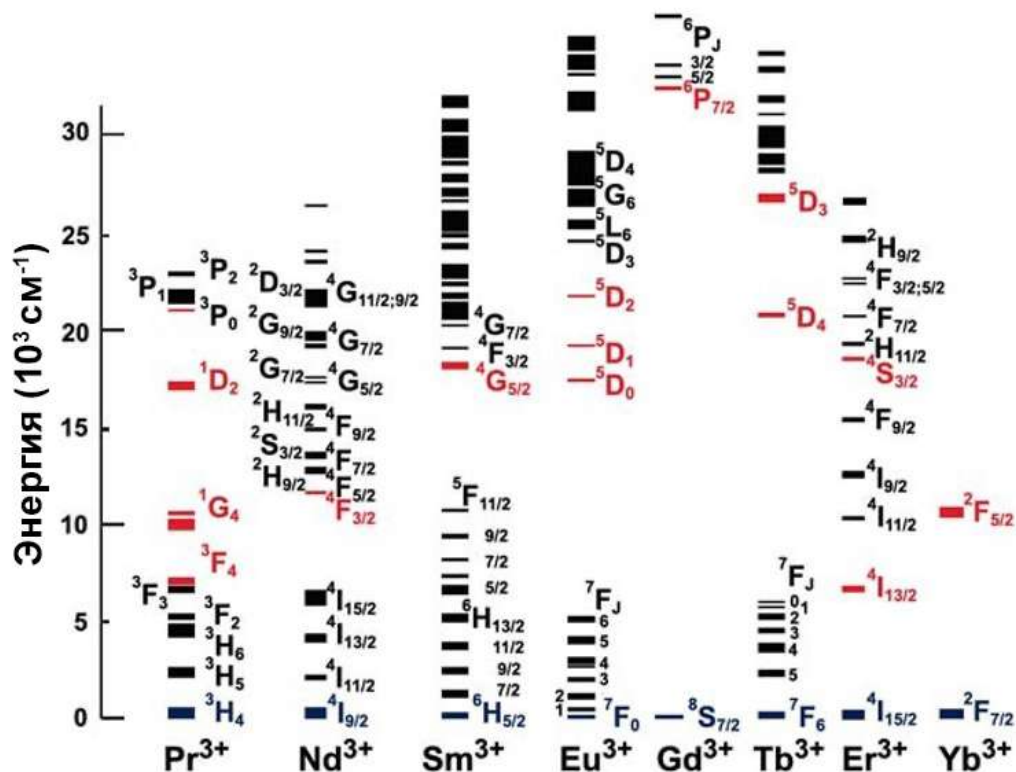 Энергия (10³ см⁻¹)
30
25
20
15
10
5
0
³P₂
³P₁
³P₀
¹D₂
¹G₄
³F₄
³F₃
³F₂
³H₆
³H₅
³H₄
Pr³⁺
²D₃/₂ ⁴G₁₁/₂;₉/₂
²G₉/₂ ⁴G₇/₂
²G₇/₂ ⁴G₅/₂
²H₁₁/₂ ⁴F₉/₂
²S₃/₂ ⁴F₇/₂
²H₉/₂ ⁴F₅/₂
⁴F₃/₂
⁴I₁₅/₂
⁴I₁₃/₂
⁴I₁₁/₂
⁴I₉/₂
Nd³⁺
⁴G₇/₂
⁴F₃/₂
⁴G₅/₂
⁵F₁₁/₂
9/2
7/2
5/2
⁶H₁₃/₂
11/2
9/2
7/2
⁶H₅/₂
Sm³⁺
⁵D₄
⁵G₆
⁵L₆
⁵D₃
⁵D₂
⁵D₁
⁵D₀
⁷Fⱼ
6
5
4
3
2
1
⁷F₀
Eu³⁺
⁶Pⱼ
3/2
5/2
⁶P₇/₂
⁸S₇/₂
Gd³⁺
⁵D₃
⁵D₄
⁷Fⱼ
0
1
2
3
4
5
⁷F₆
Tb³⁺
²H₉/₂
⁴F₃/₂;₅/₂
⁴F₇/₂
²H₁₁/₂
⁴S₃/₂
⁴F₉/₂
⁴I₉/₂
⁴I₁₁/₂
⁴I₁₃/₂
⁴I₁₅/₂
Er³⁺
²F₅/₂
²F₇/₂
Yb³⁺